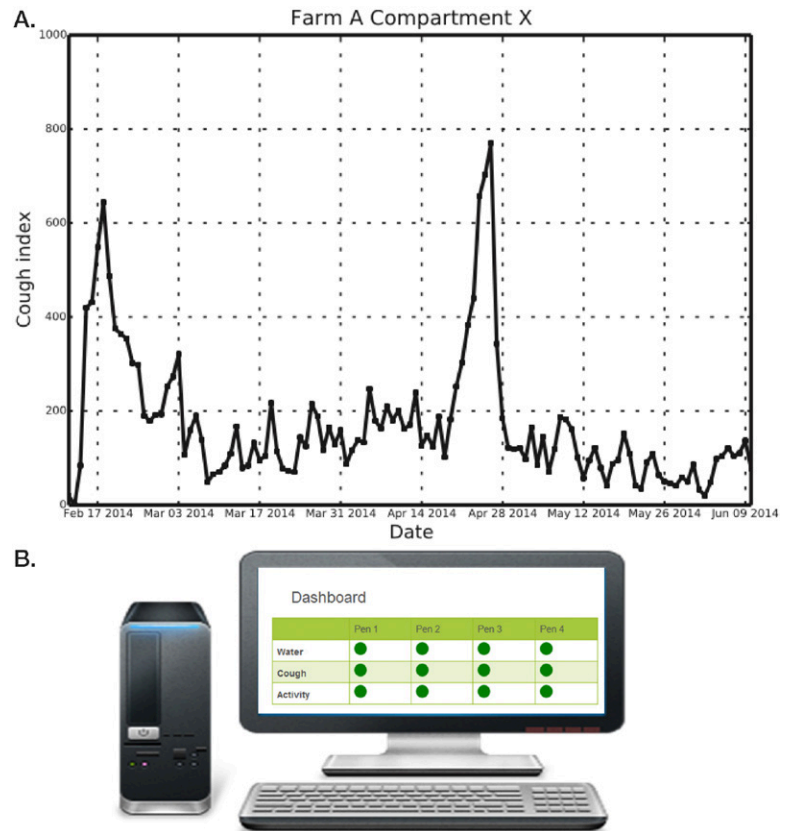 A.
Farm A Compartment X
1000
800
600
400
200
0
Cough index
Feb 17 2014 Mar 03 2014 Mar 17 2014 Mar 31 2014 Apr 14 2014 Apr 28 2014 May 12 2014 May 26 2014 Jun 09 2014
Date
B.
Dashboard
Pen 1 Pen 2 Pen 3 Pen 4
Water
Cough
Activity